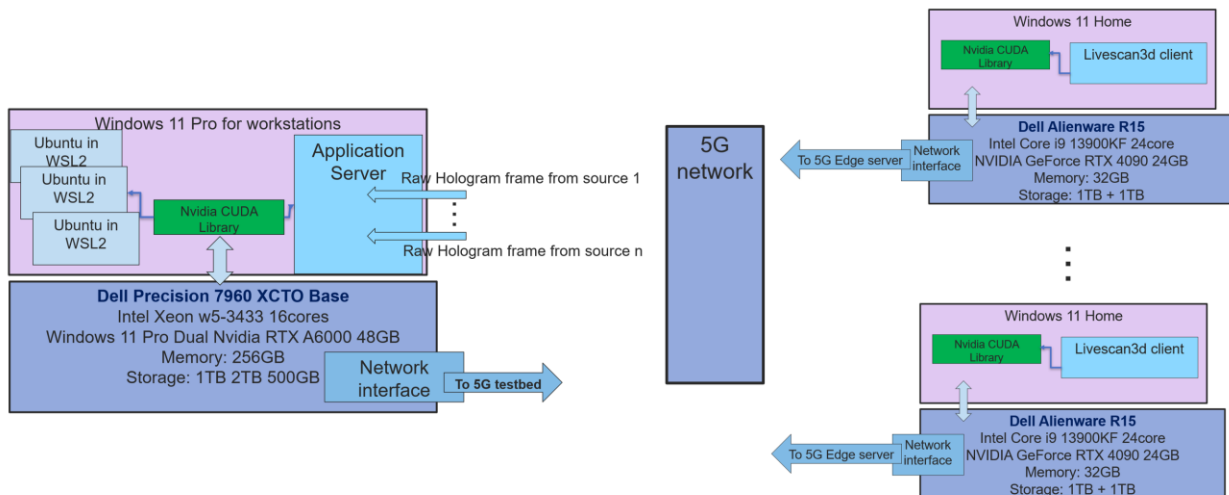 Windows 11 Pro for workstations
Ubuntu in
WSL2
Ubuntu in
WSL2
Ubuntu in
WSL2
Nvidia CUDA
Library
Application
Server
Raw Hologram frame from source 1
Raw Hologram frame from source n
Dell Precision 7960 XCTO Base
Intel Xeon w5-3433 16cores
Windows 11 Pro Dual Nvidia RTX A6000 48GB
Memory: 256GB
Storage: 1TB 2TB 500GB
Network
interface
To 5G testbed
5G
network
Windows 11 Home
Nvidia CUDA
Library
Livescan3d client
Dell Alienware R15
Intel Core i9 13900KF 24core
NVIDIA GeForce RTX 4090 24GB
Memory: 32GB
Storage: 1TB + 1TB
Network
interface
To 5G Edge server
Windows 11 Home
Nvidia CUDA
Library
Livescan3d client
Dell Alienware R15
Intel Core i9 13900KF 24core
NVIDIA GeForce RTX 4090 24GB
Memory: 32GB
Storage: 1TB + 1TB
Network
interface
To 5G Edge server